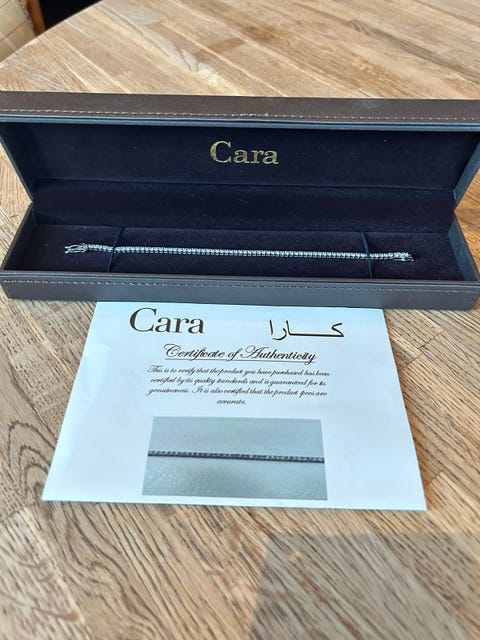 Cara
Cara كارا
Certificate of Authenticity
This is to verify that the product you have purchased has been
certified by its quality standards and is guaranteed for its
genuineness. It is also certified that the product specs are
accurate.